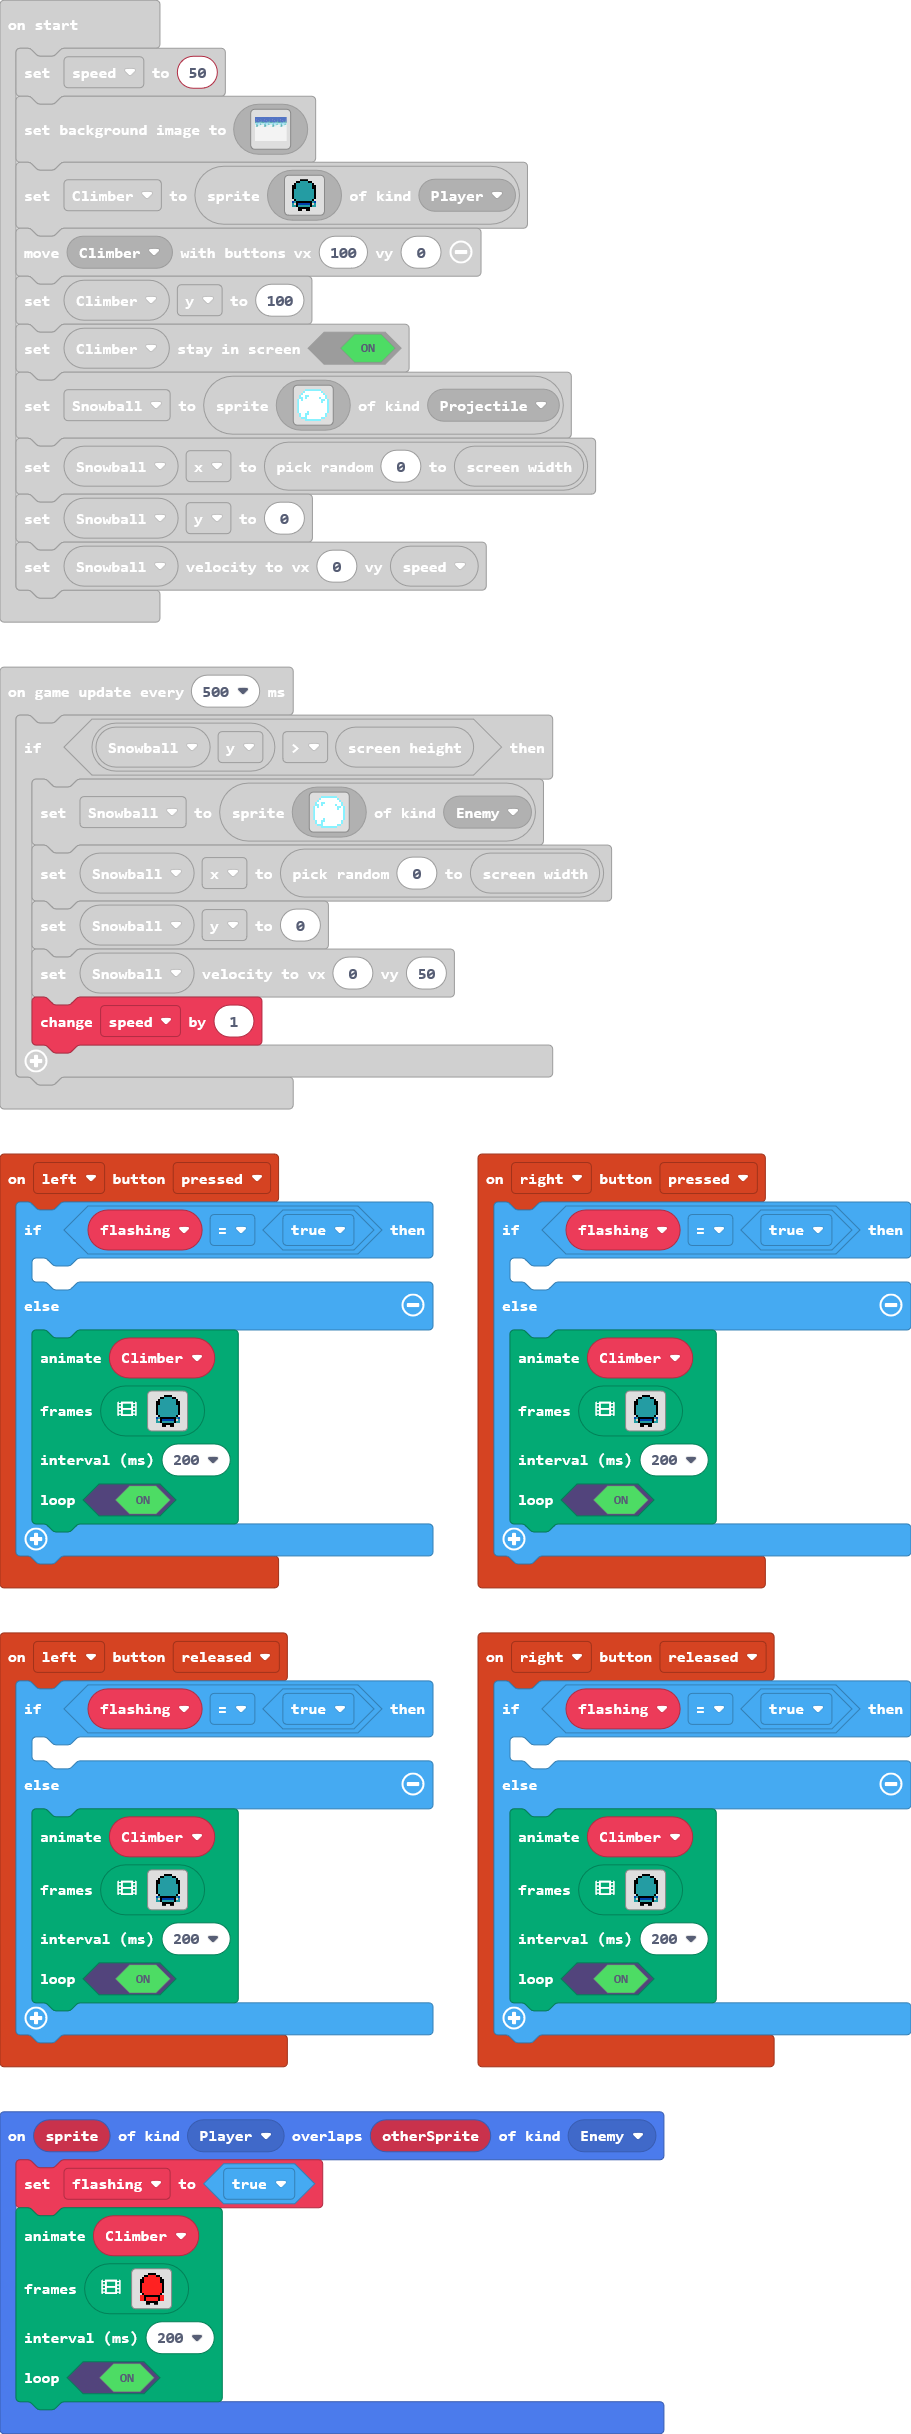 on start
set speed to 50
set background image to
set Climber to sprite of kind Player
move Climber with buttons vx 100 vy 0
set Climber y to 100
set Climber stay in screen ON
set Snowball to sprite of kind Projectile
set Snowball x to pick random 0 to screen width
set Snowball y to 0
set Snowball velocity to vx 0 vy speed
on game update every 500 ms
if Snowball y > screen height then
set Snowball to sprite of kind Enemy
set Snowball x to pick random 0 to screen width
set Snowball y to 0
set Snowball velocity to vx 0 vy 50
change speed by 1
on left button pressed
if flashing = true then
else
animate Climber
frames
interval (ms) 200
loop ON
on right button pressed
if flashing = true then
else
animate Climber
frames
interval (ms) 200
loop ON
on left button released
if flashing = true then
else
animate Climber
frames
interval (ms) 200
loop ON
on right button released
if flashing = true then
else
animate Climber
frames
interval (ms) 200
loop ON
on sprite of kind Player overlaps otherSprite of kind Enemy
set flashing to true
animate Climber
frames
interval (ms) 200
loop ON